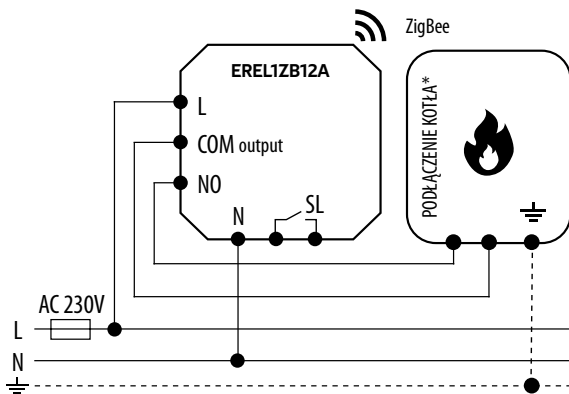 ZigBee
EREL1ZB12A
L
COM output
NO
N
SL
PODŁĄCZENIE KOTŁA*
AC 230V
L
N